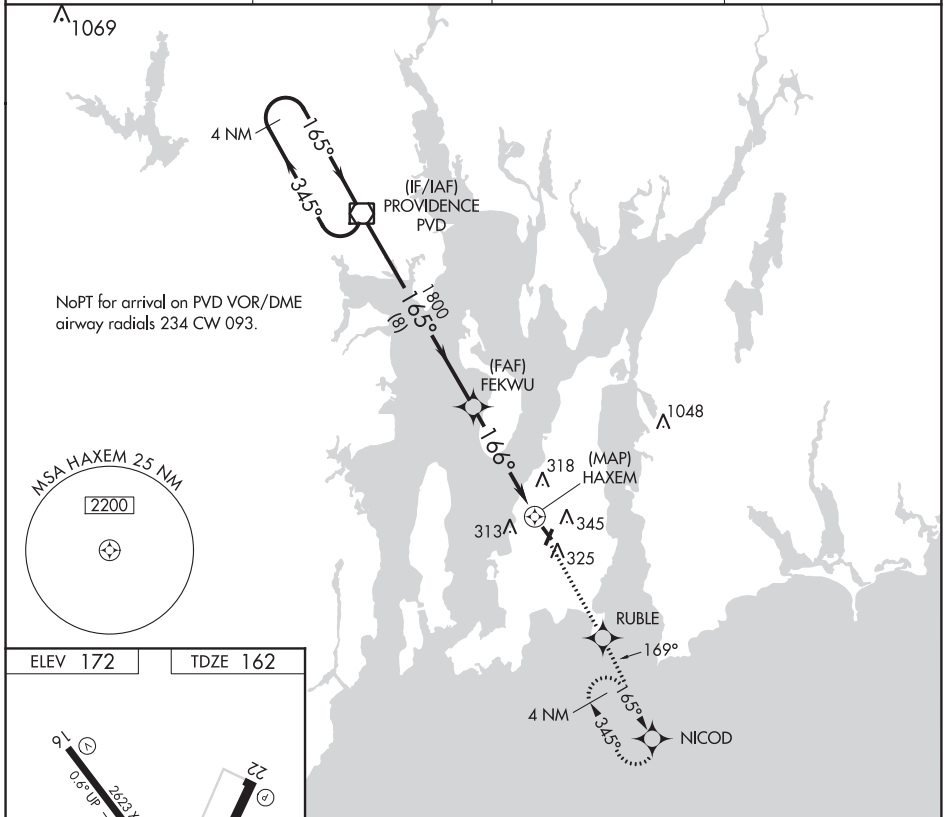 1069
4 NM
165°
345°
(IF/IAF)
PROVIDENCE
PVD
NoPT for arrival on PVD VOR/DME
airway radials 234 CW 093.
1800
165°
(8)
(FAF)
FEKWU
1048
166°
318
(MAP)
HAXEM
MSA HAXEM 25 NM
2200
313
345
325
RUBLE
169°
165°
4 NM
345°
NICOD
ELEV 172
TDZE 162
16
V
0.6° UP
2623 X
22
P